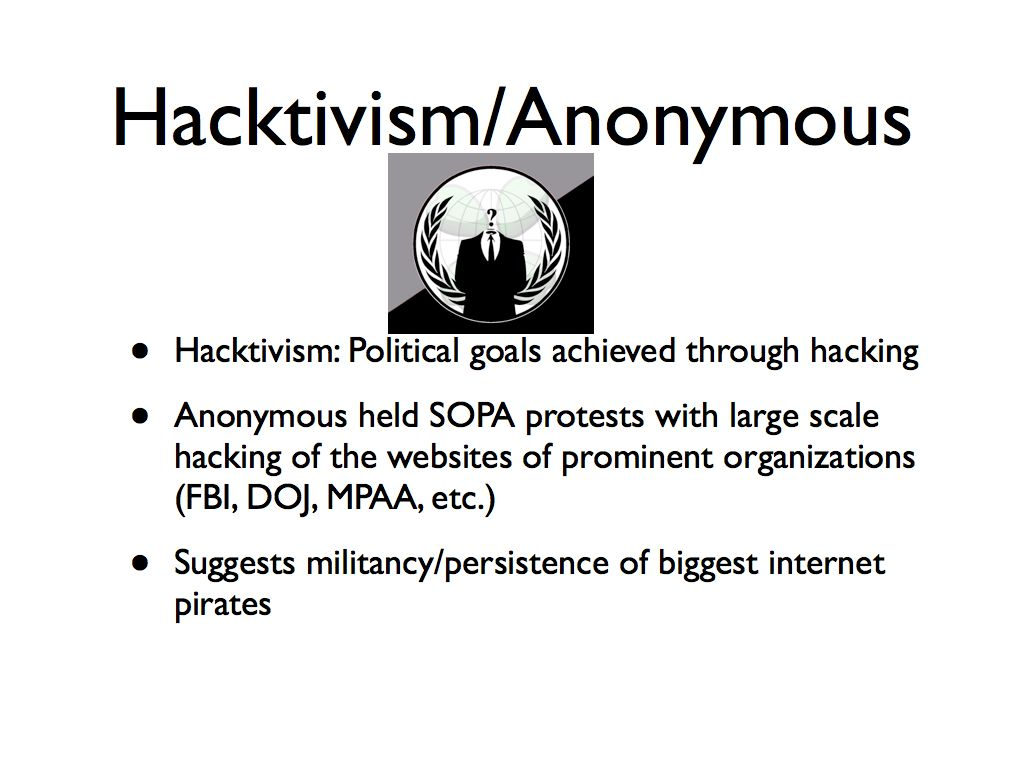 Hacktivism/Anonymous
?
• Hacktivism: Political goals achieved through hacking
• Anonymous held SOPA protests with large scale
hacking of the websites of prominent organizations
(FBI, DOJ, MPAA, etc.)
• Suggests militancy/persistence of biggest internet
pirates